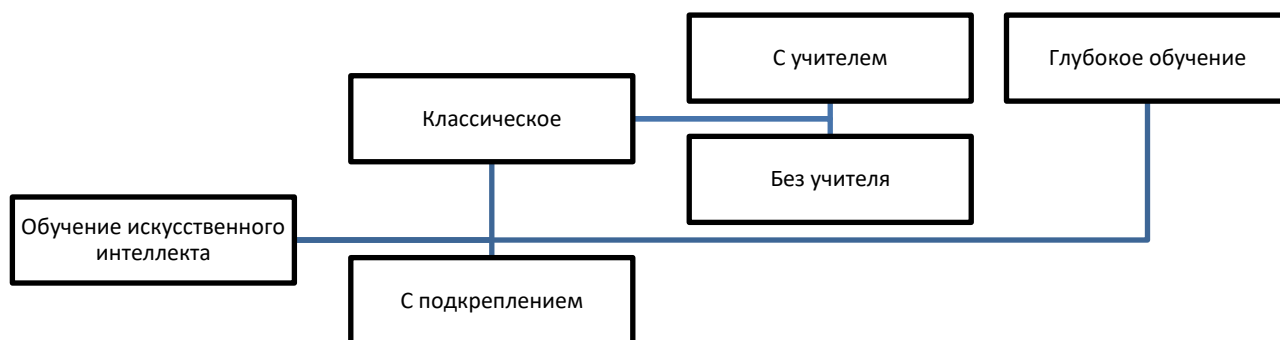 С учителем
Глубокое обучение
Классическое
Без учителя
Обучение искусственного
интеллекта
С подкреплением